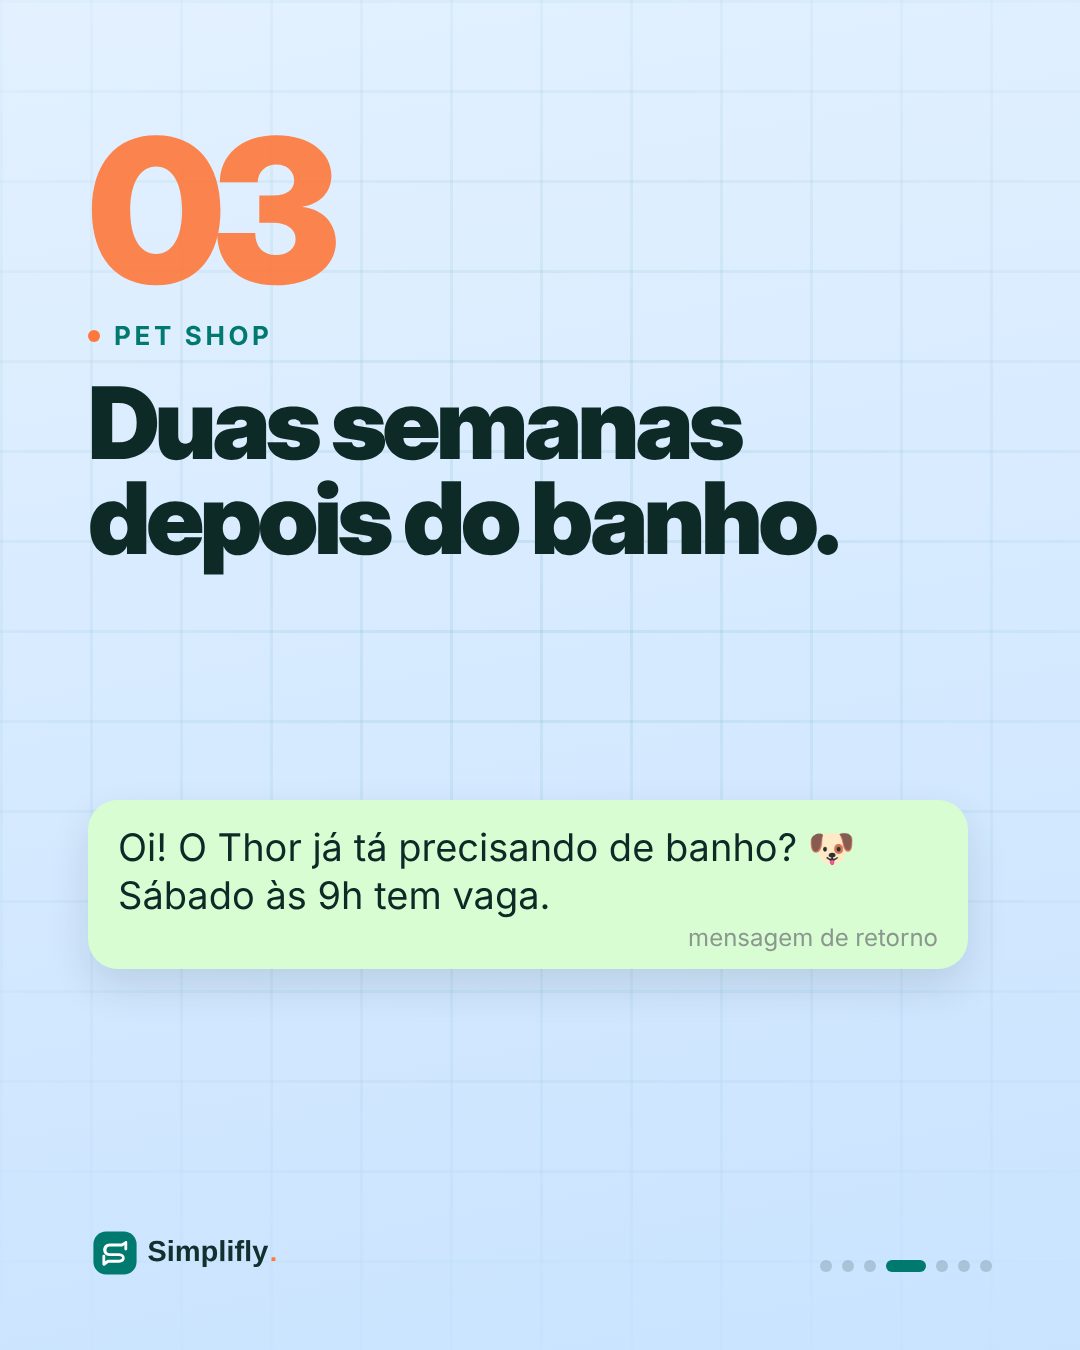 03
PET SHOP
Duas semanas
depois do banho.
Oi! O Thor já tá precisando de banho? 🐶
Sábado às 9h tem vaga.
mensagem de retorno
Simplifly.